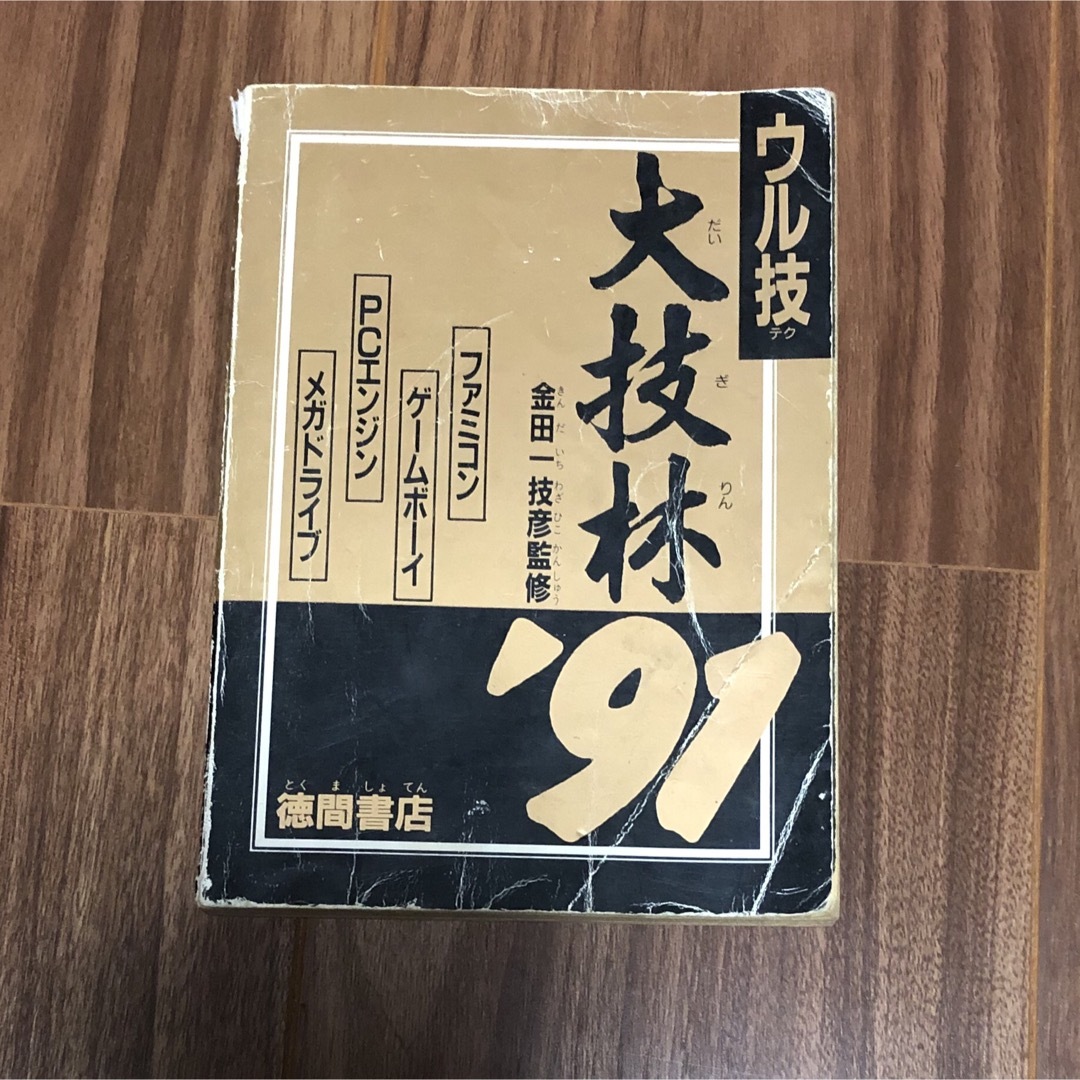 ウル技
テク
大技林
だい ぎ りん
'91
金田一技彦監修
きん だ いち わざ ひこ かん しゅう
ファミコン
ゲームボーイ
PCエンジン
メガドライブ
とく ま しょ てん
徳間書店